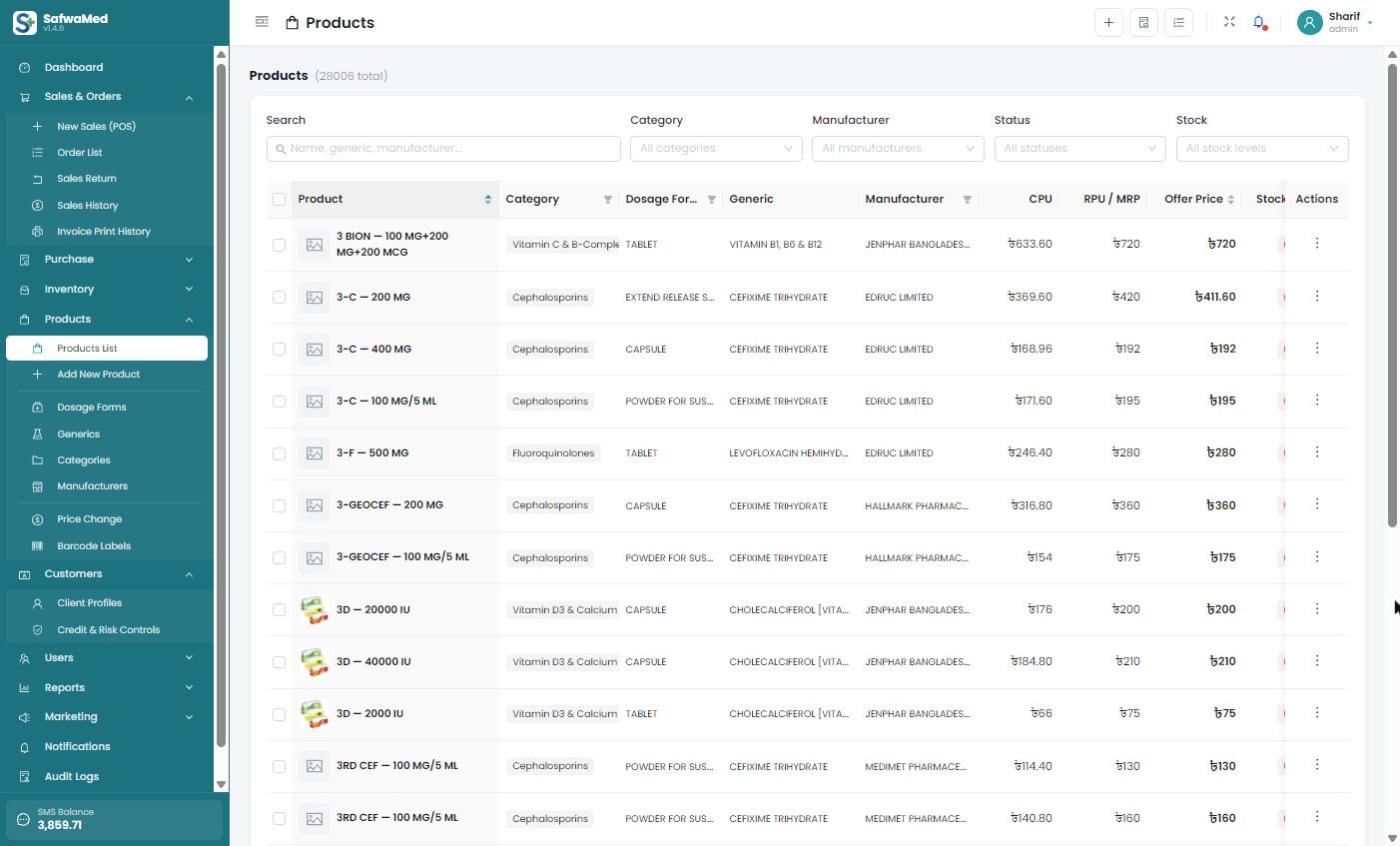 SafwaMed
v1.4.6
Products
Sharif
admin
Dashboard
Sales & Orders
New Sales (POS)
Order List
Sales Return
Sales History
Invoice Print History
Purchase
Inventory
Products
Products List
Add New Product
Dosage Forms
Generics
Categories
Manufacturers
Price Change
Barcode Labels
Customers
Client Profiles
Credit & Risk Controls
Users
Reports
Marketing
Notifications
Audit Logs
SMS Balance
3,859.71
Products (28006 total)
Search Category Manufacturer Status Stock
Name, generic, manufacturer... All categories All manufacturers All statuses All stock levels
Product Category Dosage For... Generic Manufacturer CPU RPU / MRP Offer Price Stock Actions
3 BION — 100 MG+200
MG+200 MCG Vitamin C & B-Comple TABLET VITAMIN B1, B6 & B12 JENPHAR BANGLADES... ৳633.60 ৳720 ৳720
3-C — 200 MG Cephalosporins EXTEND RELEASE S... CEFIXIME TRIHYDRATE EDRUC LIMITED ৳369.60 ৳420 ৳411.60
3-C — 400 MG Cephalosporins CAPSULE CEFIXIME TRIHYDRATE EDRUC LIMITED ৳168.96 ৳192 ৳192
3-C — 100 MG/5 ML Cephalosporins POWDER FOR SUS... CEFIXIME TRIHYDRATE EDRUC LIMITED ৳171.60 ৳195 ৳195
3-F — 500 MG Fluoroquinolones TABLET LEVOFLOXACIN HEMIHYD... EDRUC LIMITED ৳246.40 ৳280 ৳280
3-GEOCEF — 200 MG Cephalosporins CAPSULE CEFIXIME TRIHYDRATE HALLMARK PHARMAC... ৳316.80 ৳360 ৳360
3-GEOCEF — 100 MG/5 ML Cephalosporins POWDER FOR SUS... CEFIXIME TRIHYDRATE HALLMARK PHARMAC... ৳154 ৳175 ৳175
3D — 20000 IU Vitamin D3 & Calcium CAPSULE CHOLECALCIFEROL [VITA... JENPHAR BANGLADES... ৳176 ৳200 ৳200
3D — 40000 IU Vitamin D3 & Calcium CAPSULE CHOLECALCIFEROL [VITA... JENPHAR BANGLADES... ৳184.80 ৳210 ৳210
3D — 2000 IU Vitamin D3 & Calcium TABLET CHOLECALCIFEROL [VITA... JENPHAR BANGLADES... ৳66 ৳75 ৳75
3RD CEF — 100 MG/5 ML Cephalosporins POWDER FOR SUS... CEFIXIME TRIHYDRATE MEDIMET PHARMACE... ৳114.40 ৳130 ৳130
3RD CEF — 100 MG/5 ML Cephalosporins POWDER FOR SUS... CEFIXIME TRIHYDRATE MEDIMET PHARMACE... ৳140.80 ৳160 ৳160